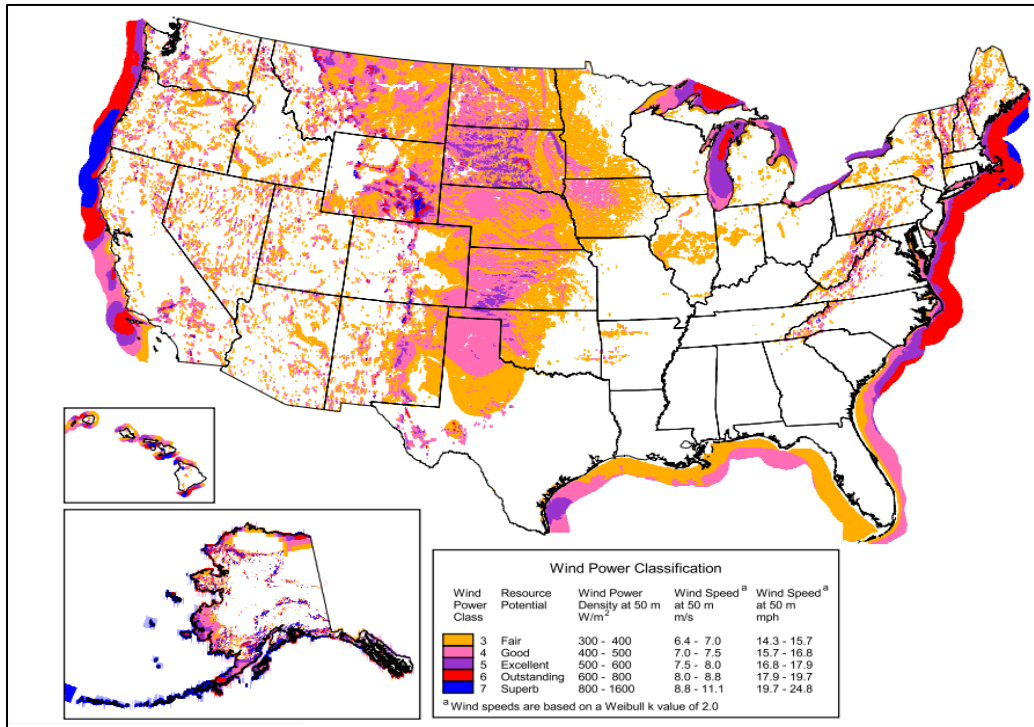 Wind Power Classification
Wind Resource Wind Power Wind Speed a Wind Speed a
Power Potential Density at 50 m at 50 m at 50 m
Class W/m2 m/s mph
3 Fair 300 - 400 6.4 - 7.0 14.3 - 15.7
4 Good 400 - 500 7.0 - 7.5 15.7 - 16.8
5 Excellent 500 - 600 7.5 - 8.0 16.8 - 17.9
6 Outstanding 600 - 800 8.0 - 8.8 17.9 - 19.7
7 Superb 800 - 1600 8.8 - 11.1 19.7 - 24.8
a Wind speeds are based on a Weibull k value of 2.0